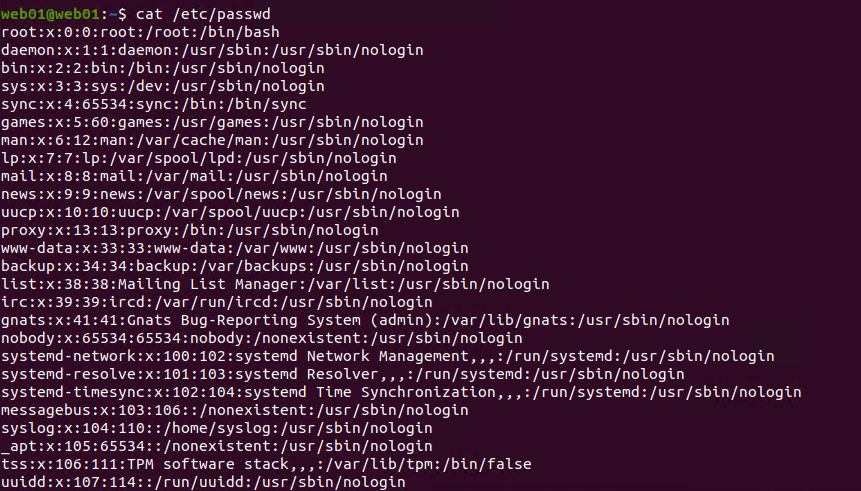 web01@web01:~$ cat /etc/passwd
root:x:0:0:root:/root:/bin/bash
daemon:x:1:1:daemon:/usr/sbin:/usr/sbin/nologin
bin:x:2:2:bin:/bin:/usr/sbin/nologin
sys:x:3:3:sys:/dev:/usr/sbin/nologin
sync:x:4:65534:sync:/bin:/bin/sync
games:x:5:60:games:/usr/games:/usr/sbin/nologin
man:x:6:12:man:/var/cache/man:/usr/sbin/nologin
lp:x:7:7:lp:/var/spool/lpd:/usr/sbin/nologin
mail:x:8:8:mail:/var/mail:/usr/sbin/nologin
news:x:9:9:news:/var/spool/news:/usr/sbin/nologin
uucp:x:10:10:uucp:/var/spool/uucp:/usr/sbin/nologin
proxy:x:13:13:proxy:/bin:/usr/sbin/nologin
www-data:x:33:33:www-data:/var/www:/usr/sbin/nologin
backup:x:34:34:backup:/var/backups:/usr/sbin/nologin
list:x:38:38:Mailing List Manager:/var/list:/usr/sbin/nologin
irc:x:39:39:ircd:/var/run/ircd:/usr/sbin/nologin
gnats:x:41:41:Gnats Bug-Reporting System (admin):/var/lib/gnats:/usr/sbin/nologin
nobody:x:65534:65534:nobody:/nonexistent:/usr/sbin/nologin
systemd-network:x:100:102:systemd Network Management,,,:/run/systemd:/usr/sbin/nologin
systemd-resolve:x:101:103:systemd Resolver,,,:/run/systemd:/usr/sbin/nologin
systemd-timesync:x:102:104:systemd Time Synchronization,,,:/run/systemd:/usr/sbin/nologin
messagebus:x:103:106::/nonexistent:/usr/sbin/nologin
syslog:x:104:110::/home/syslog:/usr/sbin/nologin
_apt:x:105:65534::/nonexistent:/usr/sbin/nologin
tss:x:106:111:TPM software stack,,,:/var/lib/tpm:/bin/false
uuidd:x:107:114::/run/uuidd:/usr/sbin/nologin